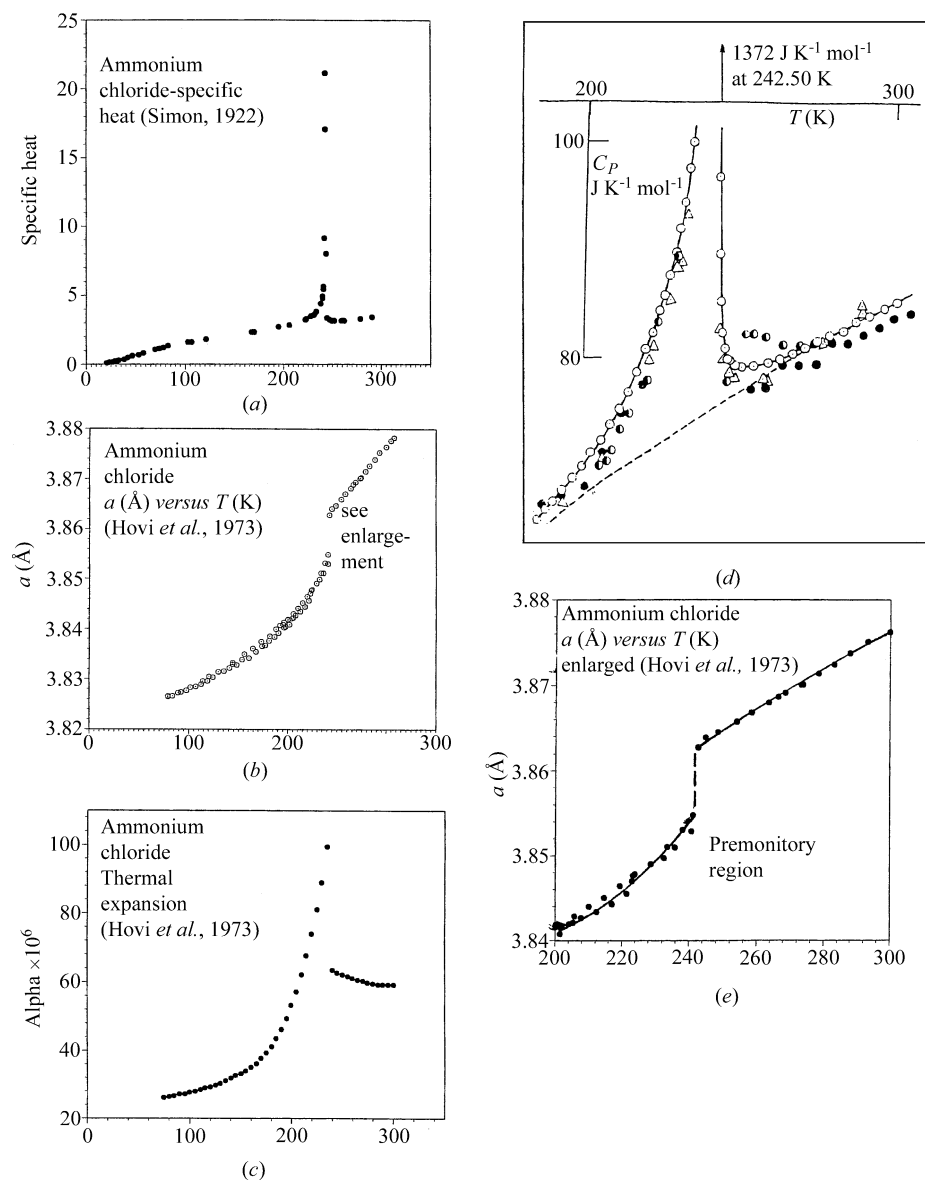 25
20
15
10
5
0
Specific heat
Ammonium
chloride-specific
heat (Simon, 1922)
0
100
200
300
(a)
3.88
3.87
3.86
3.85
3.84
3.83
3.82
a (Å)
Ammonium
chloride
a (Å) versus T (K)
(Hovi et al., 1973)
see
enlarge-
ment
0
100
200
300
(b)
100
80
60
40
20
Alpha ×10⁶
Ammonium
chloride
Thermal
expansion
(Hovi et al., 1973)
0
100
200
300
(c)
1372 J K⁻¹ mol⁻¹
at 242.50 K
200
300
T (K)
100
C_P
J K⁻¹ mol⁻¹
80
(d)
3.88
3.87
3.86
3.85
3.84
a (Å)
Ammonium chloride
a (Å) versus T (K)
enlarged (Hovi et al., 1973)
Premonitory
region
200
220
240
260
280
300
(e)